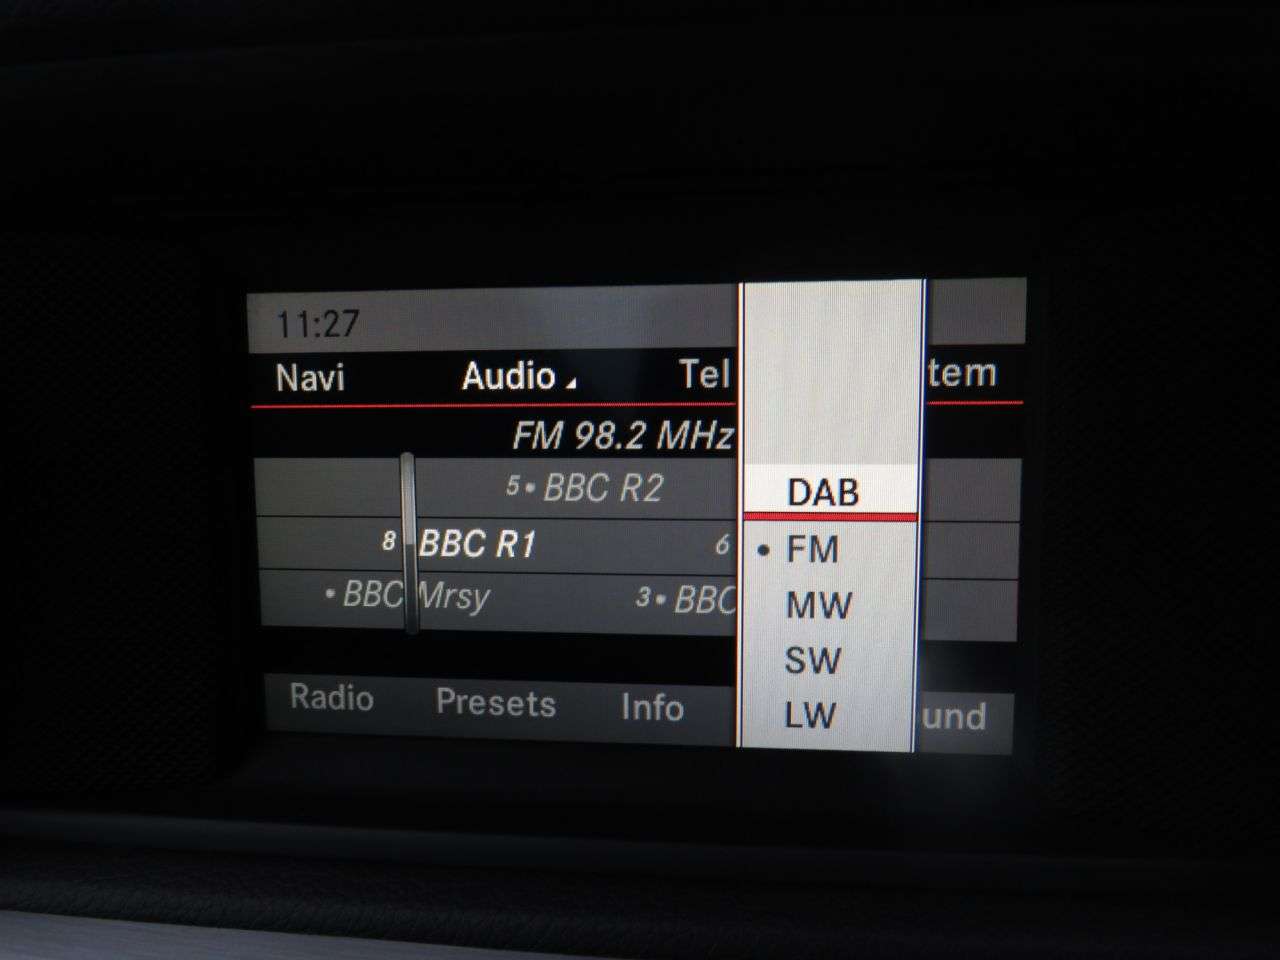 11:27
Navi Audio Tel tem
FM 98.2 MHz
5• BBC R2 DAB
8 BBC R1 6 • FM
• BBC Mrsy 3• BBC MW
SW
Radio Presets Info LW und